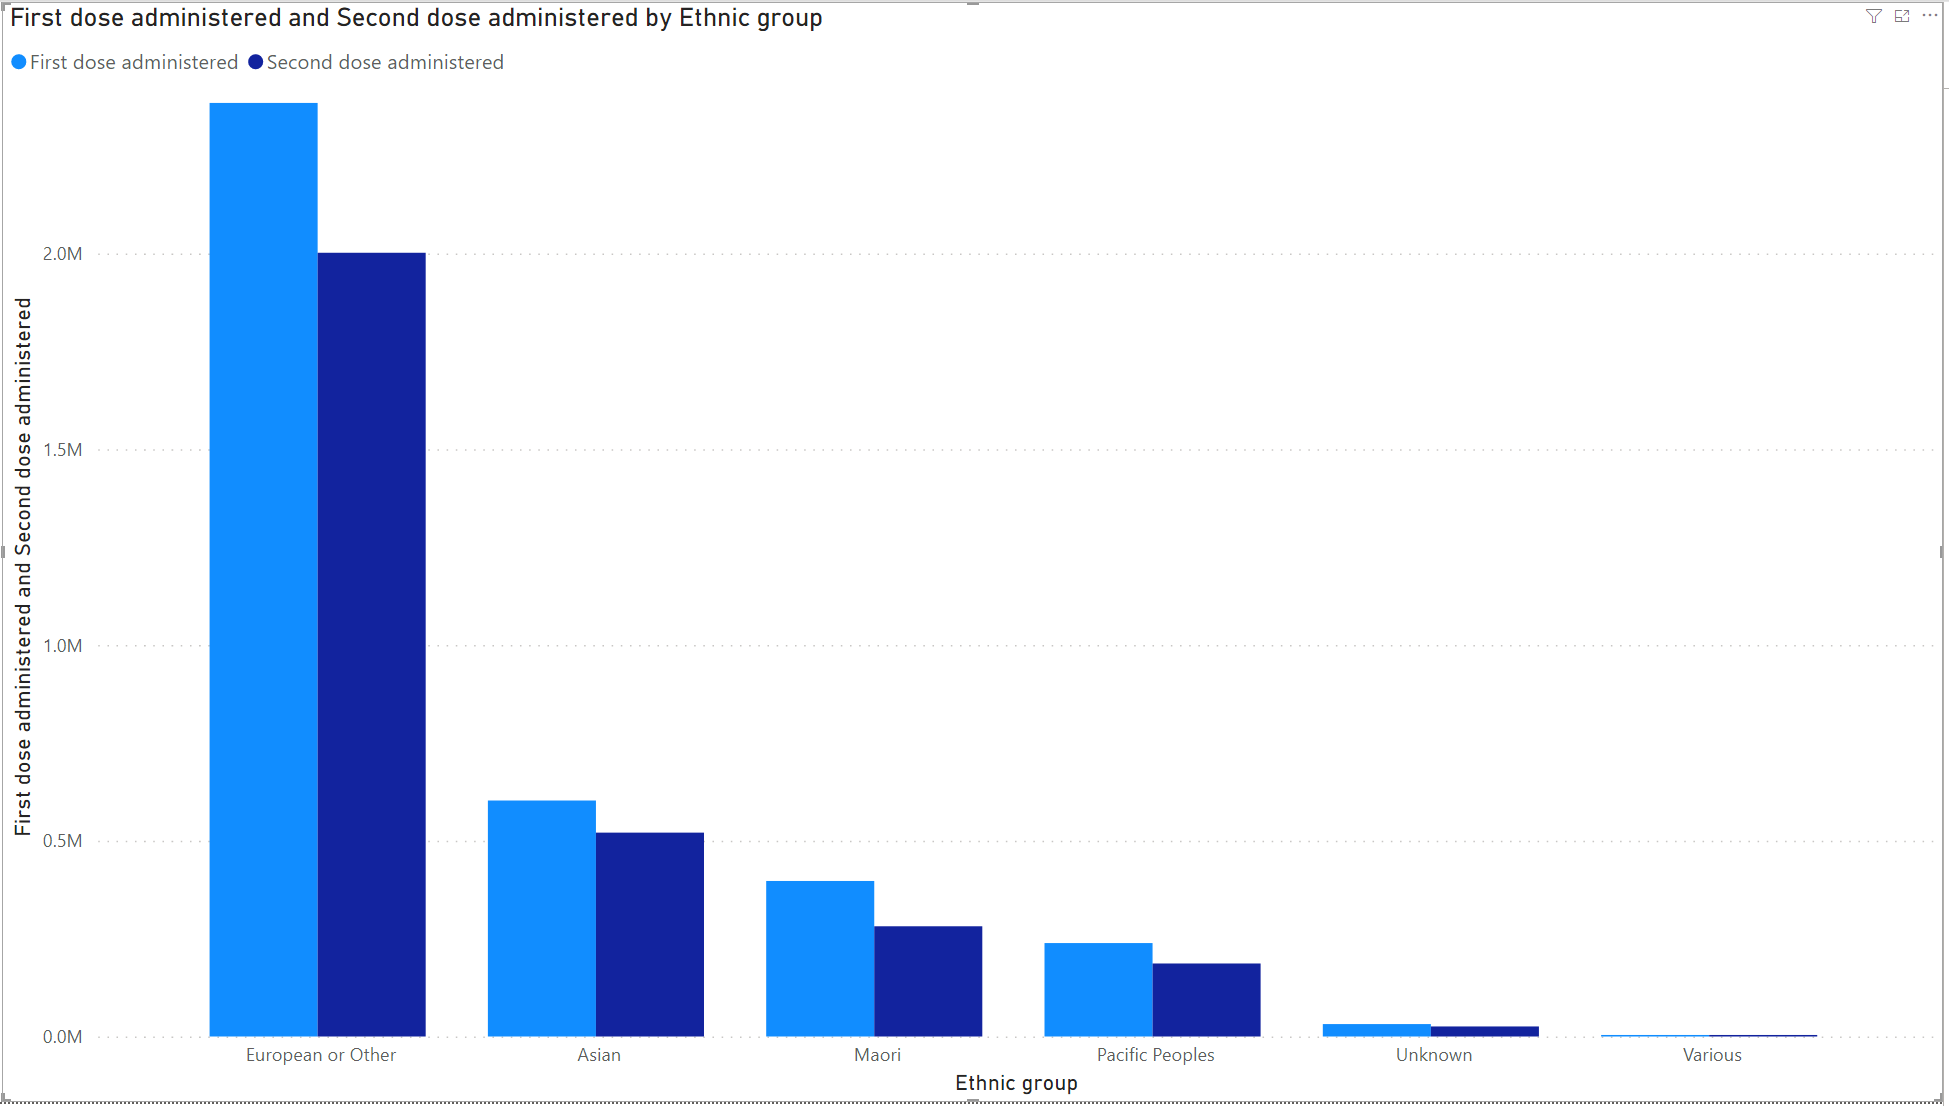 First dose administered and Second dose administered by Ethnic group
First dose administered Second dose administered
First dose administered and Second dose administered
2.0M
1.5M
1.0M
0.5M
0.0M
European or Other Asian Maori Pacific Peoples Unknown Various
Ethnic group